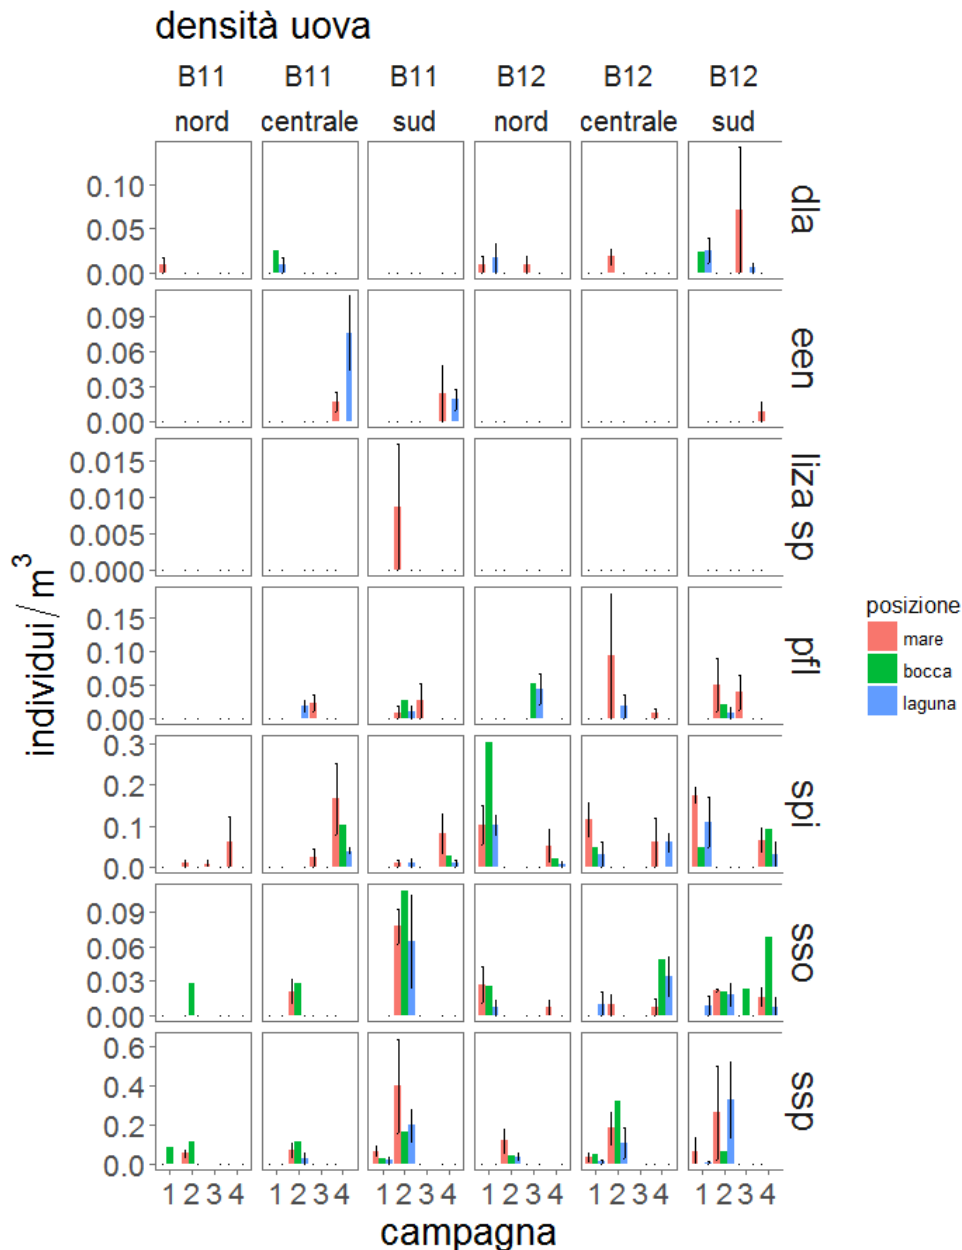 densità uova
B11 B11 B11 B12 B12 B12
nord centrale sud nord centrale sud
0.10
0.05
0.00
dla
0.09
0.06
0.03
0.00
een
0.015
0.010
0.005
0.000
liza sp
0.15
0.10
0.05
0.00
pfl
0.3
0.2
0.1
0.0
spi
0.09
0.06
0.03
0.00
sso
0.6
0.4
0.2
0.0
ssp
1 2 3 4 1 2 3 4 1 2 3 4 1 2 3 4 1 2 3 4 1 2 3 4
campagna
individui / m³
posizione
mare
bocca
laguna